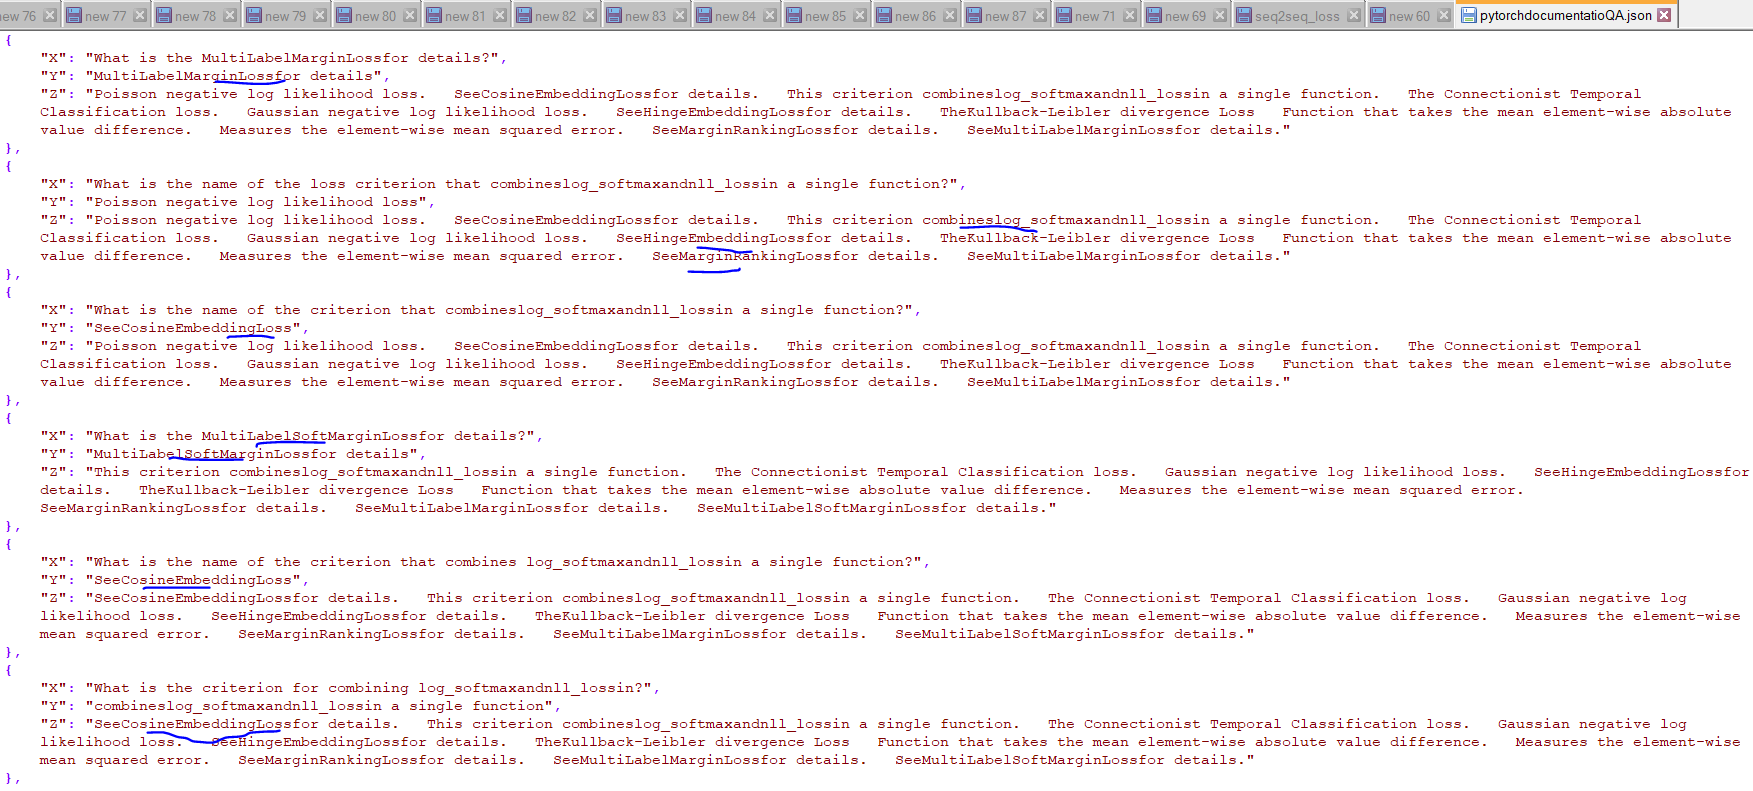 new 76 new 77 new 78 new 79 new 80 new 81 new 82 new 83 new 84 new 85 new 86 new 87 new 71 new 69 seq2seq_loss new 60 pytorchdocumentatioQA.json
{
"X": "What is the MultiLabelMarginLossfor details?",
"Y": "MultiLabelMarginLossfor details",
"Z": "Poisson negative log likelihood loss.   SeeCosineEmbeddingLossfor details.   This criterion combineslog_softmaxandnll_lossin a single function.   The Connectionist Temporal
Classification loss.   Gaussian negative log likelihood loss.   SeeHingeEmbeddingLossfor details.   TheKullback-Leibler divergence Loss   Function that takes the mean element-wise absolute
value difference.   Measures the element-wise mean squared error.   SeeMarginRankingLossfor details.   SeeMultiLabelMarginLossfor details."
},
{
"X": "What is the name of the loss criterion that combineslog_softmaxandnll_lossin a single function?",
"Y": "Poisson negative log likelihood loss",
"Z": "Poisson negative log likelihood loss.   SeeCosineEmbeddingLossfor details.   This criterion combineslog_softmaxandnll_lossin a single function.   The Connectionist Temporal
Classification loss.   Gaussian negative log likelihood loss.   SeeHingeEmbeddingLossfor details.   TheKullback-Leibler divergence Loss   Function that takes the mean element-wise absolute
value difference.   Measures the element-wise mean squared error.   SeeMarginRankingLossfor details.   SeeMultiLabelMarginLossfor details."
},
{
"X": "What is the name of the criterion that combineslog_softmaxandnll_lossin a single function?",
"Y": "SeeCosineEmbeddingLoss",
"Z": "Poisson negative log likelihood loss.   SeeCosineEmbeddingLossfor details.   This criterion combineslog_softmaxandnll_lossin a single function.   The Connectionist Temporal
Classification loss.   Gaussian negative log likelihood loss.   SeeHingeEmbeddingLossfor details.   TheKullback-Leibler divergence Loss   Function that takes the mean element-wise absolute
value difference.   Measures the element-wise mean squared error.   SeeMarginRankingLossfor details.   SeeMultiLabelMarginLossfor details."
},
{
"X": "What is the MultiLabelSoftMarginLossfor details?",
"Y": "MultiLabelSoftMarginLossfor details",
"Z": "This criterion combineslog_softmaxandnll_lossin a single function.   The Connectionist Temporal Classification loss.   Gaussian negative log likelihood loss.   SeeHingeEmbeddingLossfor
details.   TheKullback-Leibler divergence Loss   Function that takes the mean element-wise absolute value difference.   Measures the element-wise mean squared error.
SeeMarginRankingLossfor details.   SeeMultiLabelMarginLossfor details.   SeeMultiLabelSoftMarginLossfor details."
},
{
"X": "What is the name of the criterion that combines log_softmaxandnll_lossin a single function?",
"Y": "SeeCosineEmbeddingLoss",
"Z": "SeeCosineEmbeddingLossfor details.   This criterion combineslog_softmaxandnll_lossin a single function.   The Connectionist Temporal Classification loss.   Gaussian negative log
likelihood loss.   SeeHingeEmbeddingLossfor details.   TheKullback-Leibler divergence Loss   Function that takes the mean element-wise absolute value difference.   Measures the element-wise
mean squared error.   SeeMarginRankingLossfor details.   SeeMultiLabelMarginLossfor details.   SeeMultiLabelSoftMarginLossfor details."
},
{
"X": "What is the criterion for combining log_softmaxandnll_lossin?",
"Y": "combineslog_softmaxandnll_lossin a single function",
"Z": "SeeCosineEmbeddingLossfor details.   This criterion combineslog_softmaxandnll_lossin a single function.   The Connectionist Temporal Classification loss.   Gaussian negative log
likelihood loss.   SeeHingeEmbeddingLossfor details.   TheKullback-Leibler divergence Loss   Function that takes the mean element-wise absolute value difference.   Measures the element-wise
mean squared error.   SeeMarginRankingLossfor details.   SeeMultiLabelMarginLossfor details.   SeeMultiLabelSoftMarginLossfor details."
},